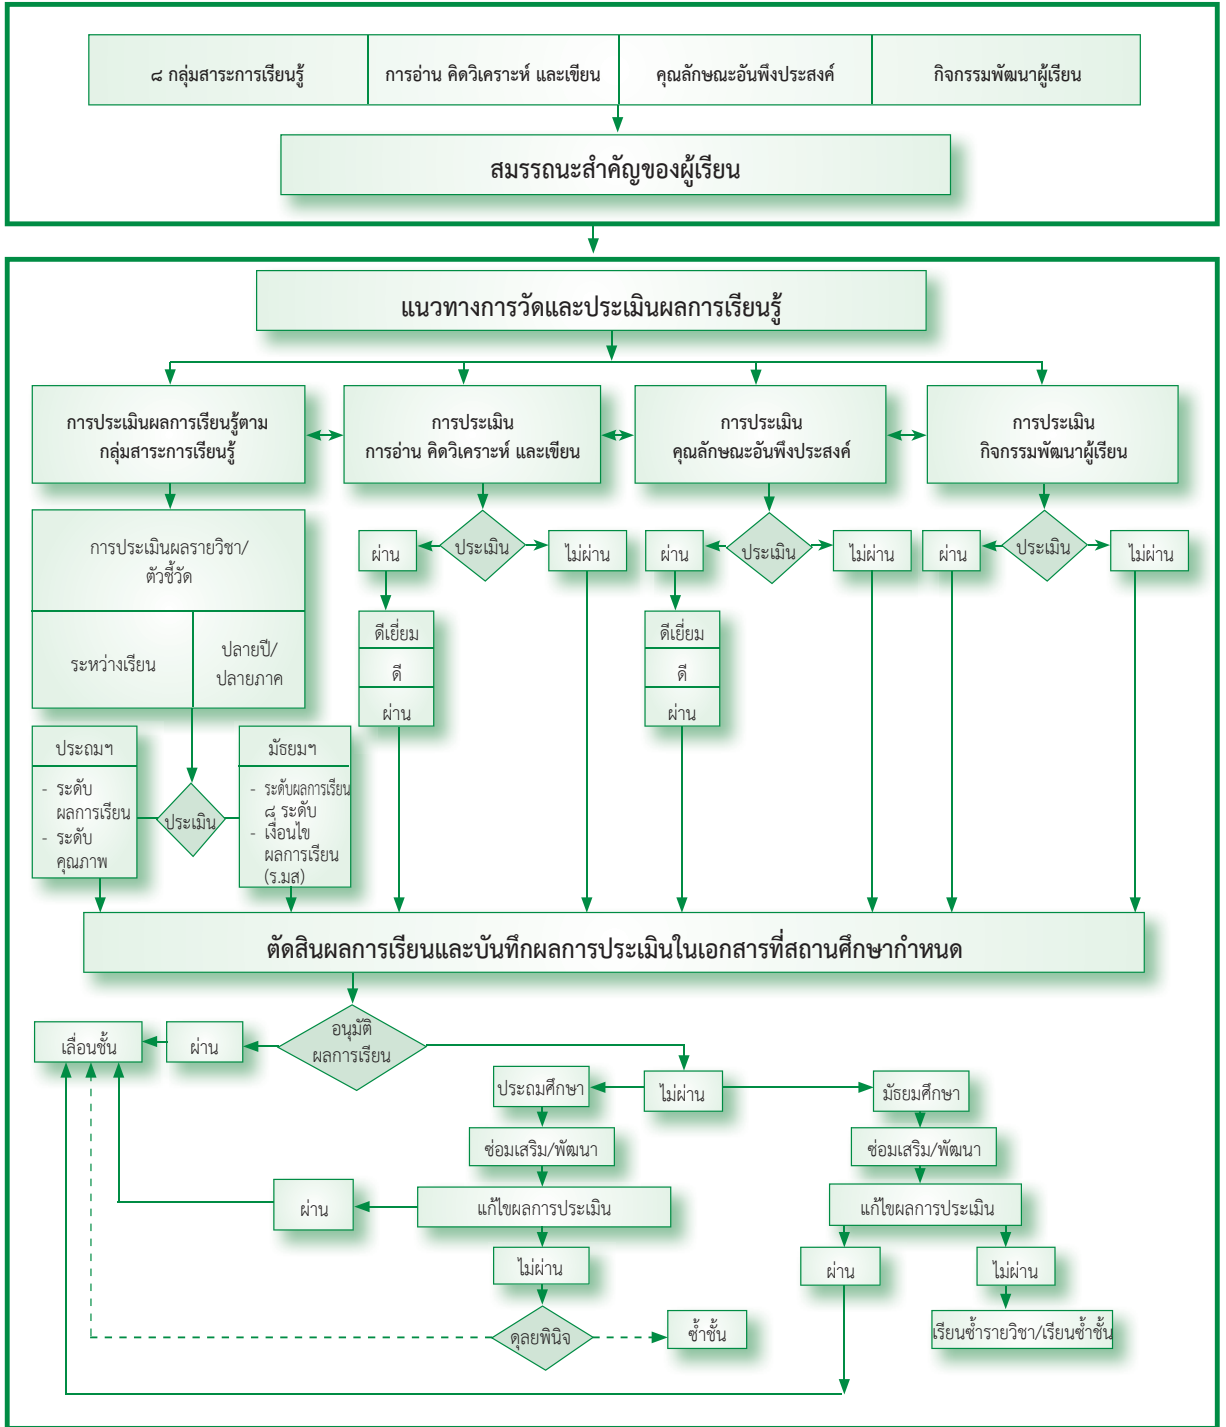 ๘ กลุ่มสาระการเรียนรู้
การอ่าน คิดวิเคราะห์ และเขียน
คุณลักษณะอันพึงประสงค์
กิจกรรมพัฒนาผู้เรียน
สมรรถนะสำคัญของผู้เรียน
แนวทางการวัดและประเมินผลการเรียนรู้
การประเมินผลการเรียนรู้ตาม
กลุ่มสาระการเรียนรู้
การประเมิน
การอ่าน คิดวิเคราะห์ และเขียน
การประเมิน
คุณลักษณะอันพึงประสงค์
การประเมิน
กิจกรรมพัฒนาผู้เรียน
การประเมินผลรายวิชา/
ตัวชี้วัด
ระหว่างเรียน
ปลายปี/
ปลายภาค
ผ่าน
ประเมิน
ไม่ผ่าน
ดีเยี่ยม
ดี
ผ่าน
ผ่าน
ประเมิน
ไม่ผ่าน
ดีเยี่ยม
ดี
ผ่าน
ผ่าน
ประเมิน
ไม่ผ่าน
ประถมฯ
- ระดับ
ผลการเรียน
- ระดับ
คุณภาพ
ประเมิน
มัธยมฯ
- ระดับผลการเรียน
๘ ระดับ
- เงื่อนไข
ผลการเรียน
(ร.มส)
ตัดสินผลการเรียนและบันทึกผลการประเมินในเอกสารที่สถานศึกษากำหนด
เลื่อนชั้น
ผ่าน
อนุมัติ
ผลการเรียน
ประถมศึกษา
ไม่ผ่าน
มัธยมศึกษา
ซ่อมเสริม/พัฒนา
ซ่อมเสริม/พัฒนา
ผ่าน
แก้ไขผลการประเมิน
แก้ไขผลการประเมิน
ไม่ผ่าน
ผ่าน
ไม่ผ่าน
ดุลยพินิจ
ซ้ำชั้น
เรียนซ้ำรายวิชา/เรียนซ้ำชั้น